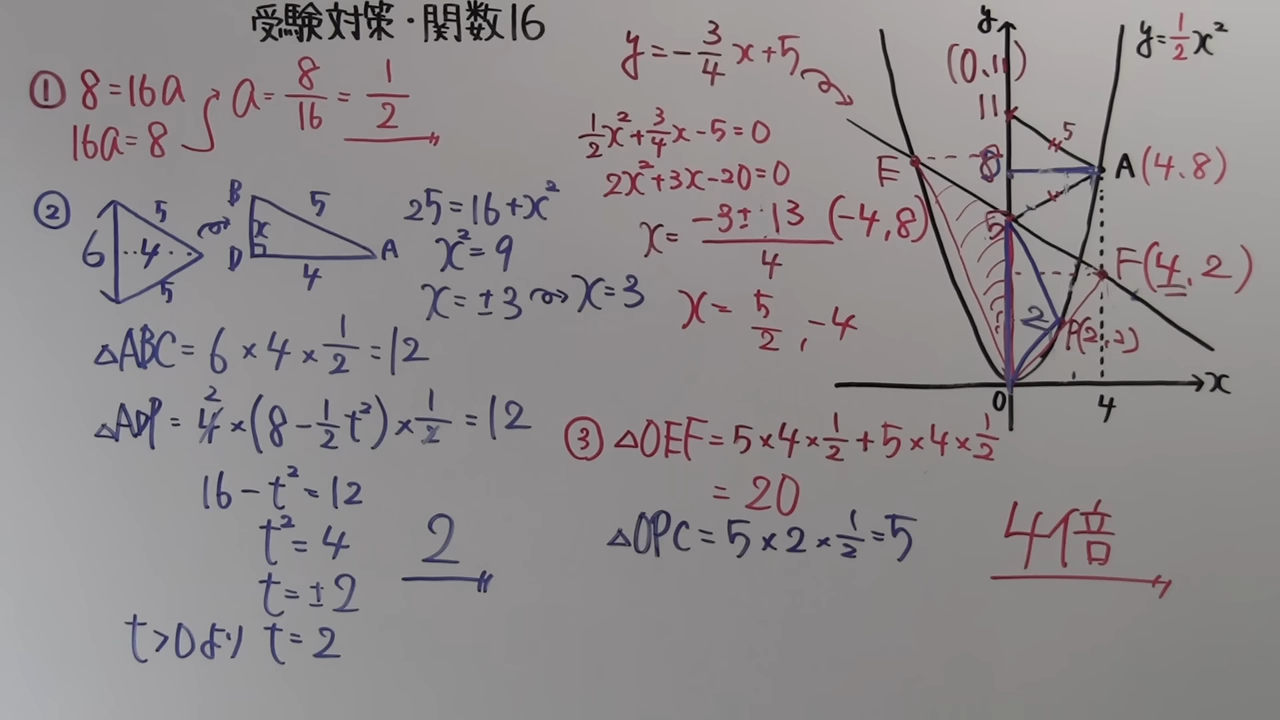 受験対策・関数16
① 8=16a
16a=8
a=8/16=1/2
② 6 5 4 5
B 5 x D 4 A
25=16+x²
x²=9
x=±3 x=3
△ABC=6×4×1/2=12
△ADP=4×(8-1/2t²)×1/2=12
2
16-t²=12
t²=4
t=±2
t>0より t=2
2
y=-3/4x+5
1/2x²+3/4x-5=0
2x²+3x-20=0
x=-3±13/4
(-4,8)
x=5/2,-4
③ △OEF=5×4×1/2+5×4×1/2
=20
△OPC=5×2×1/2=5
4倍
y
y=1/2x²
(0.11)
11
5
E
8
A(4.8)
5
F(4,2)
2
P(2,2)
0
4
x